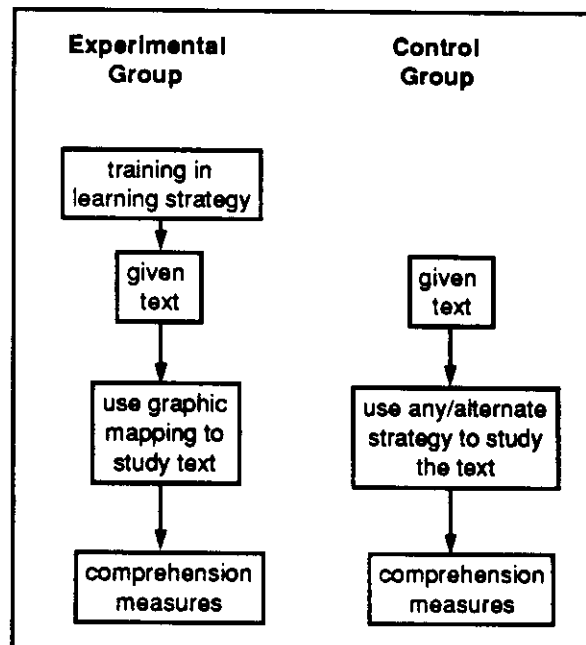 Experimental
Group
training in
learning strategy
given
text
use graphic
mapping to
study text
comprehension
measures
Control
Group
given
text
use any/alternate
strategy to study
the text
comprehension
measures